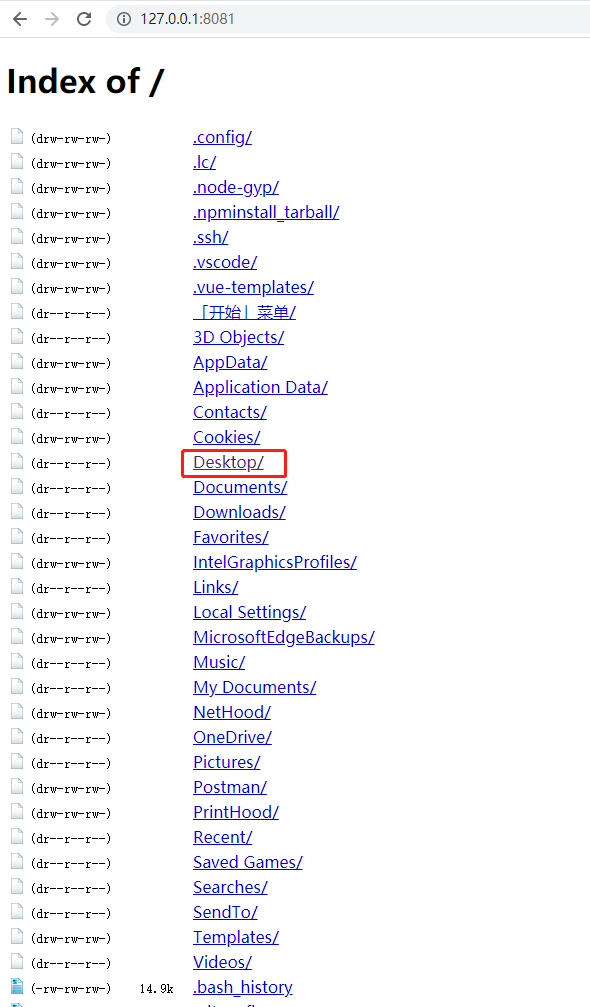 127.0.0.1:8081
Index of /
(drw-rw-rw-) .config/
(drw-rw-rw-) .lc/
(drw-rw-rw-) .node-gyp/
(drw-rw-rw-) .npminstall_tarball/
(drw-rw-rw-) .ssh/
(drw-rw-rw-) .vscode/
(drw-rw-rw-) .vue-templates/
(dr--r--r--) 「开始」菜单/
(dr--r--r--) 3D Objects/
(drw-rw-rw-) AppData/
(drw-rw-rw-) Application Data/
(dr--r--r--) Contacts/
(drw-rw-rw-) Cookies/
(dr--r--r--) Desktop/
(dr--r--r--) Documents/
(dr--r--r--) Downloads/
(dr--r--r--) Favorites/
(drw-rw-rw-) IntelGraphicsProfiles/
(dr--r--r--) Links/
(drw-rw-rw-) Local Settings/
(drw-rw-rw-) MicrosoftEdgeBackups/
(dr--r--r--) Music/
(dr--r--r--) My Documents/
(drw-rw-rw-) NetHood/
(dr--r--r--) OneDrive/
(dr--r--r--) Pictures/
(drw-rw-rw-) Postman/
(drw-rw-rw-) PrintHood/
(dr--r--r--) Recent/
(dr--r--r--) Saved Games/
(dr--r--r--) Searches/
(dr--r--r--) SendTo/
(drw-rw-rw-) Templates/
(dr--r--r--) Videos/
(-rw-rw-rw-) 14.9k .bash_history